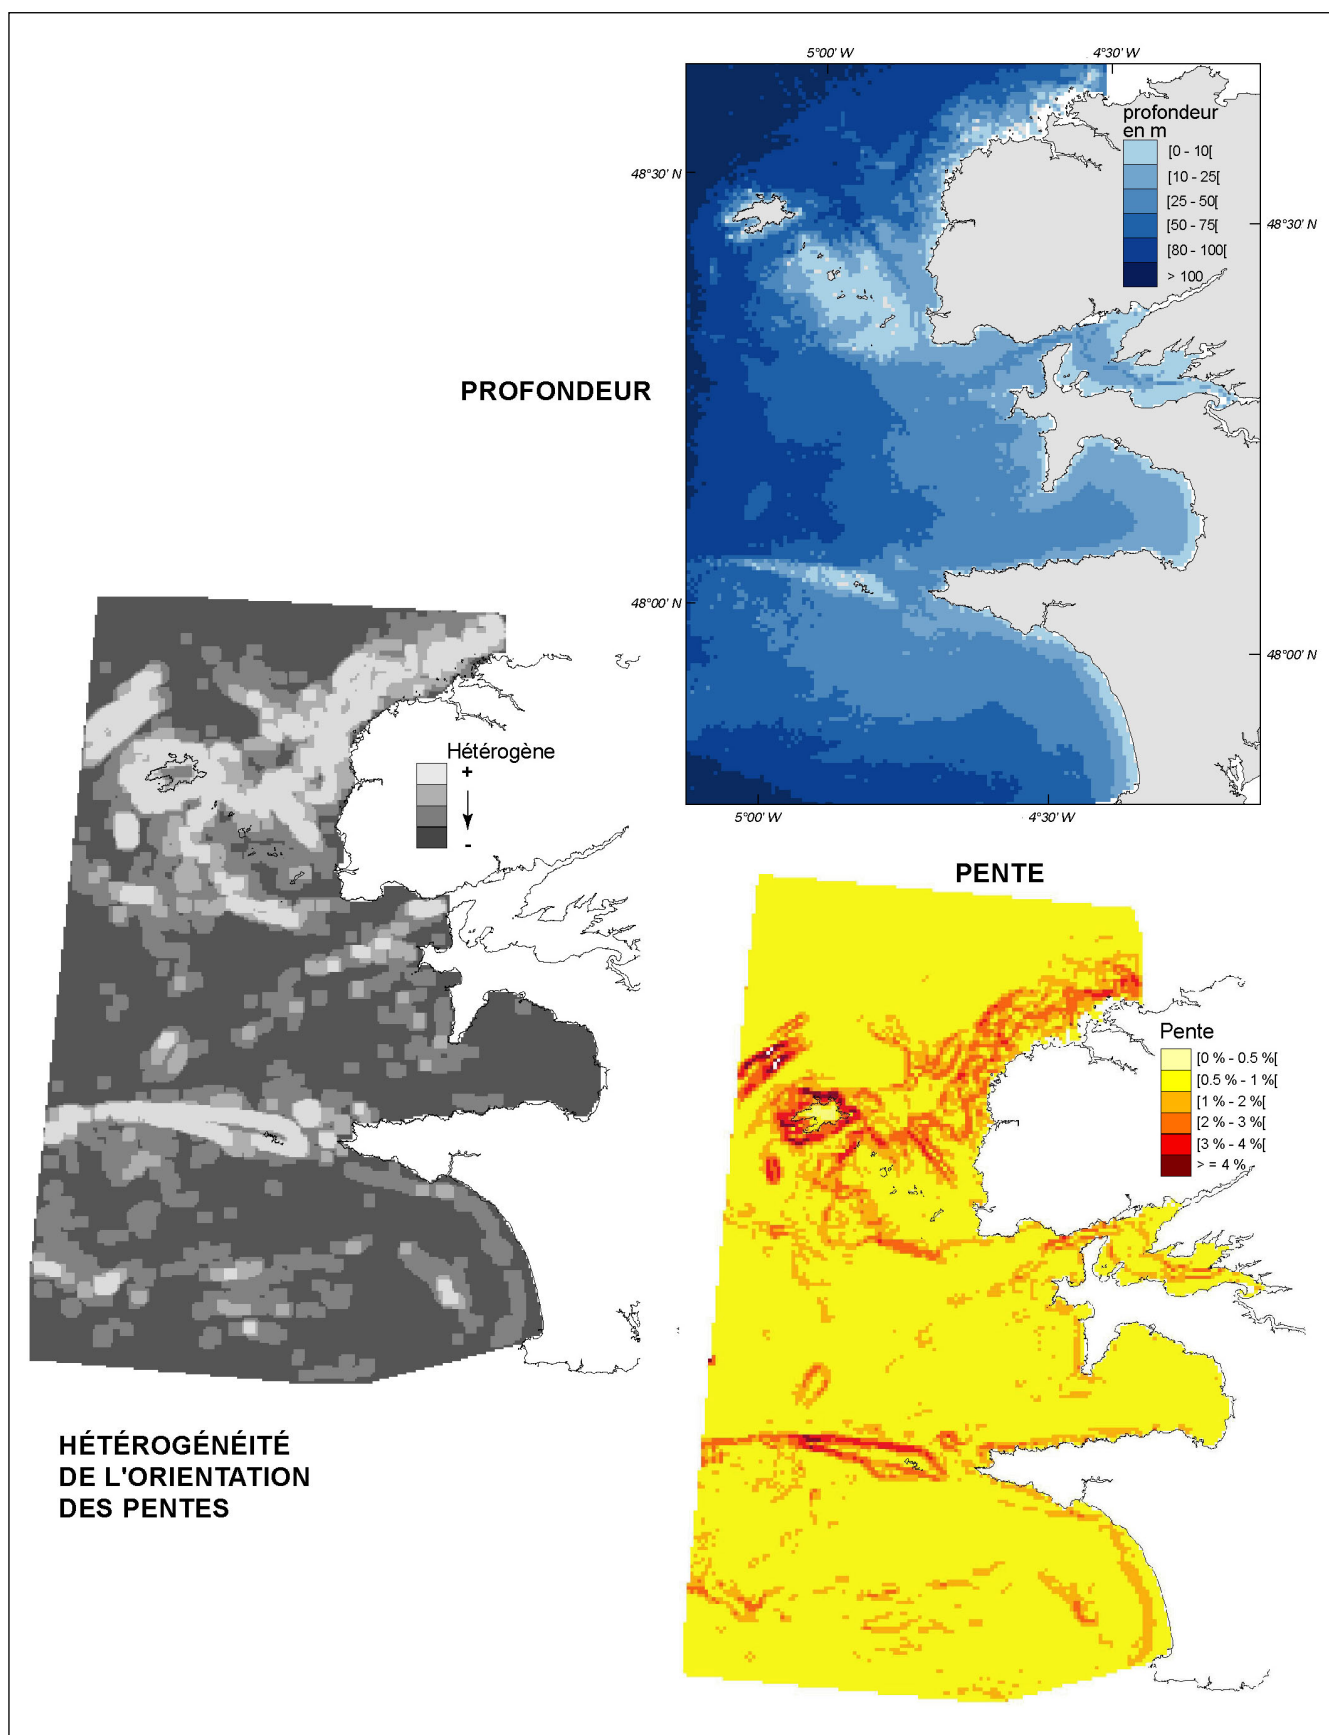 5°00' W
4°30' W
profondeur
en m
[0 - 10[
[10 - 25[
[25 - 50[
[50 - 75[
[80 - 100[
> 100
48°30' N
48°30' N
PROFONDEUR
48°00' N
48°00' N
5°00' W
4°30' W
Hétérogène
+
-
HÉTÉROGÉNÉITÉ
DE L'ORIENTATION
DES PENTES
PENTE
Pente
[0 % - 0.5 %[
[0.5 % - 1 %[
[1 % - 2 %[
[2 % - 3 %[
[3 % - 4 %[
> = 4 %